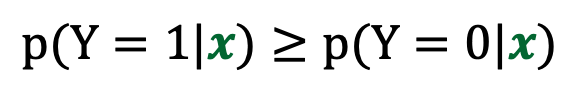 p(Y = 1|x) ≥ p(Y = 0|x)